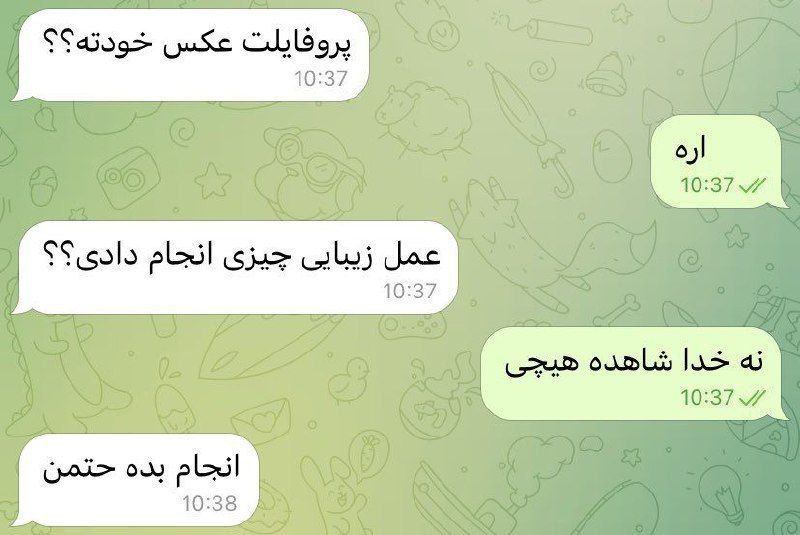 پروفایلت عکس خودته؟؟
10:37
اره
10:37
عمل زیبایی چیزی انجام دادی؟؟
10:37
نه خدا شاهده هیچی
10:37
انجام بده حتمن
10:38